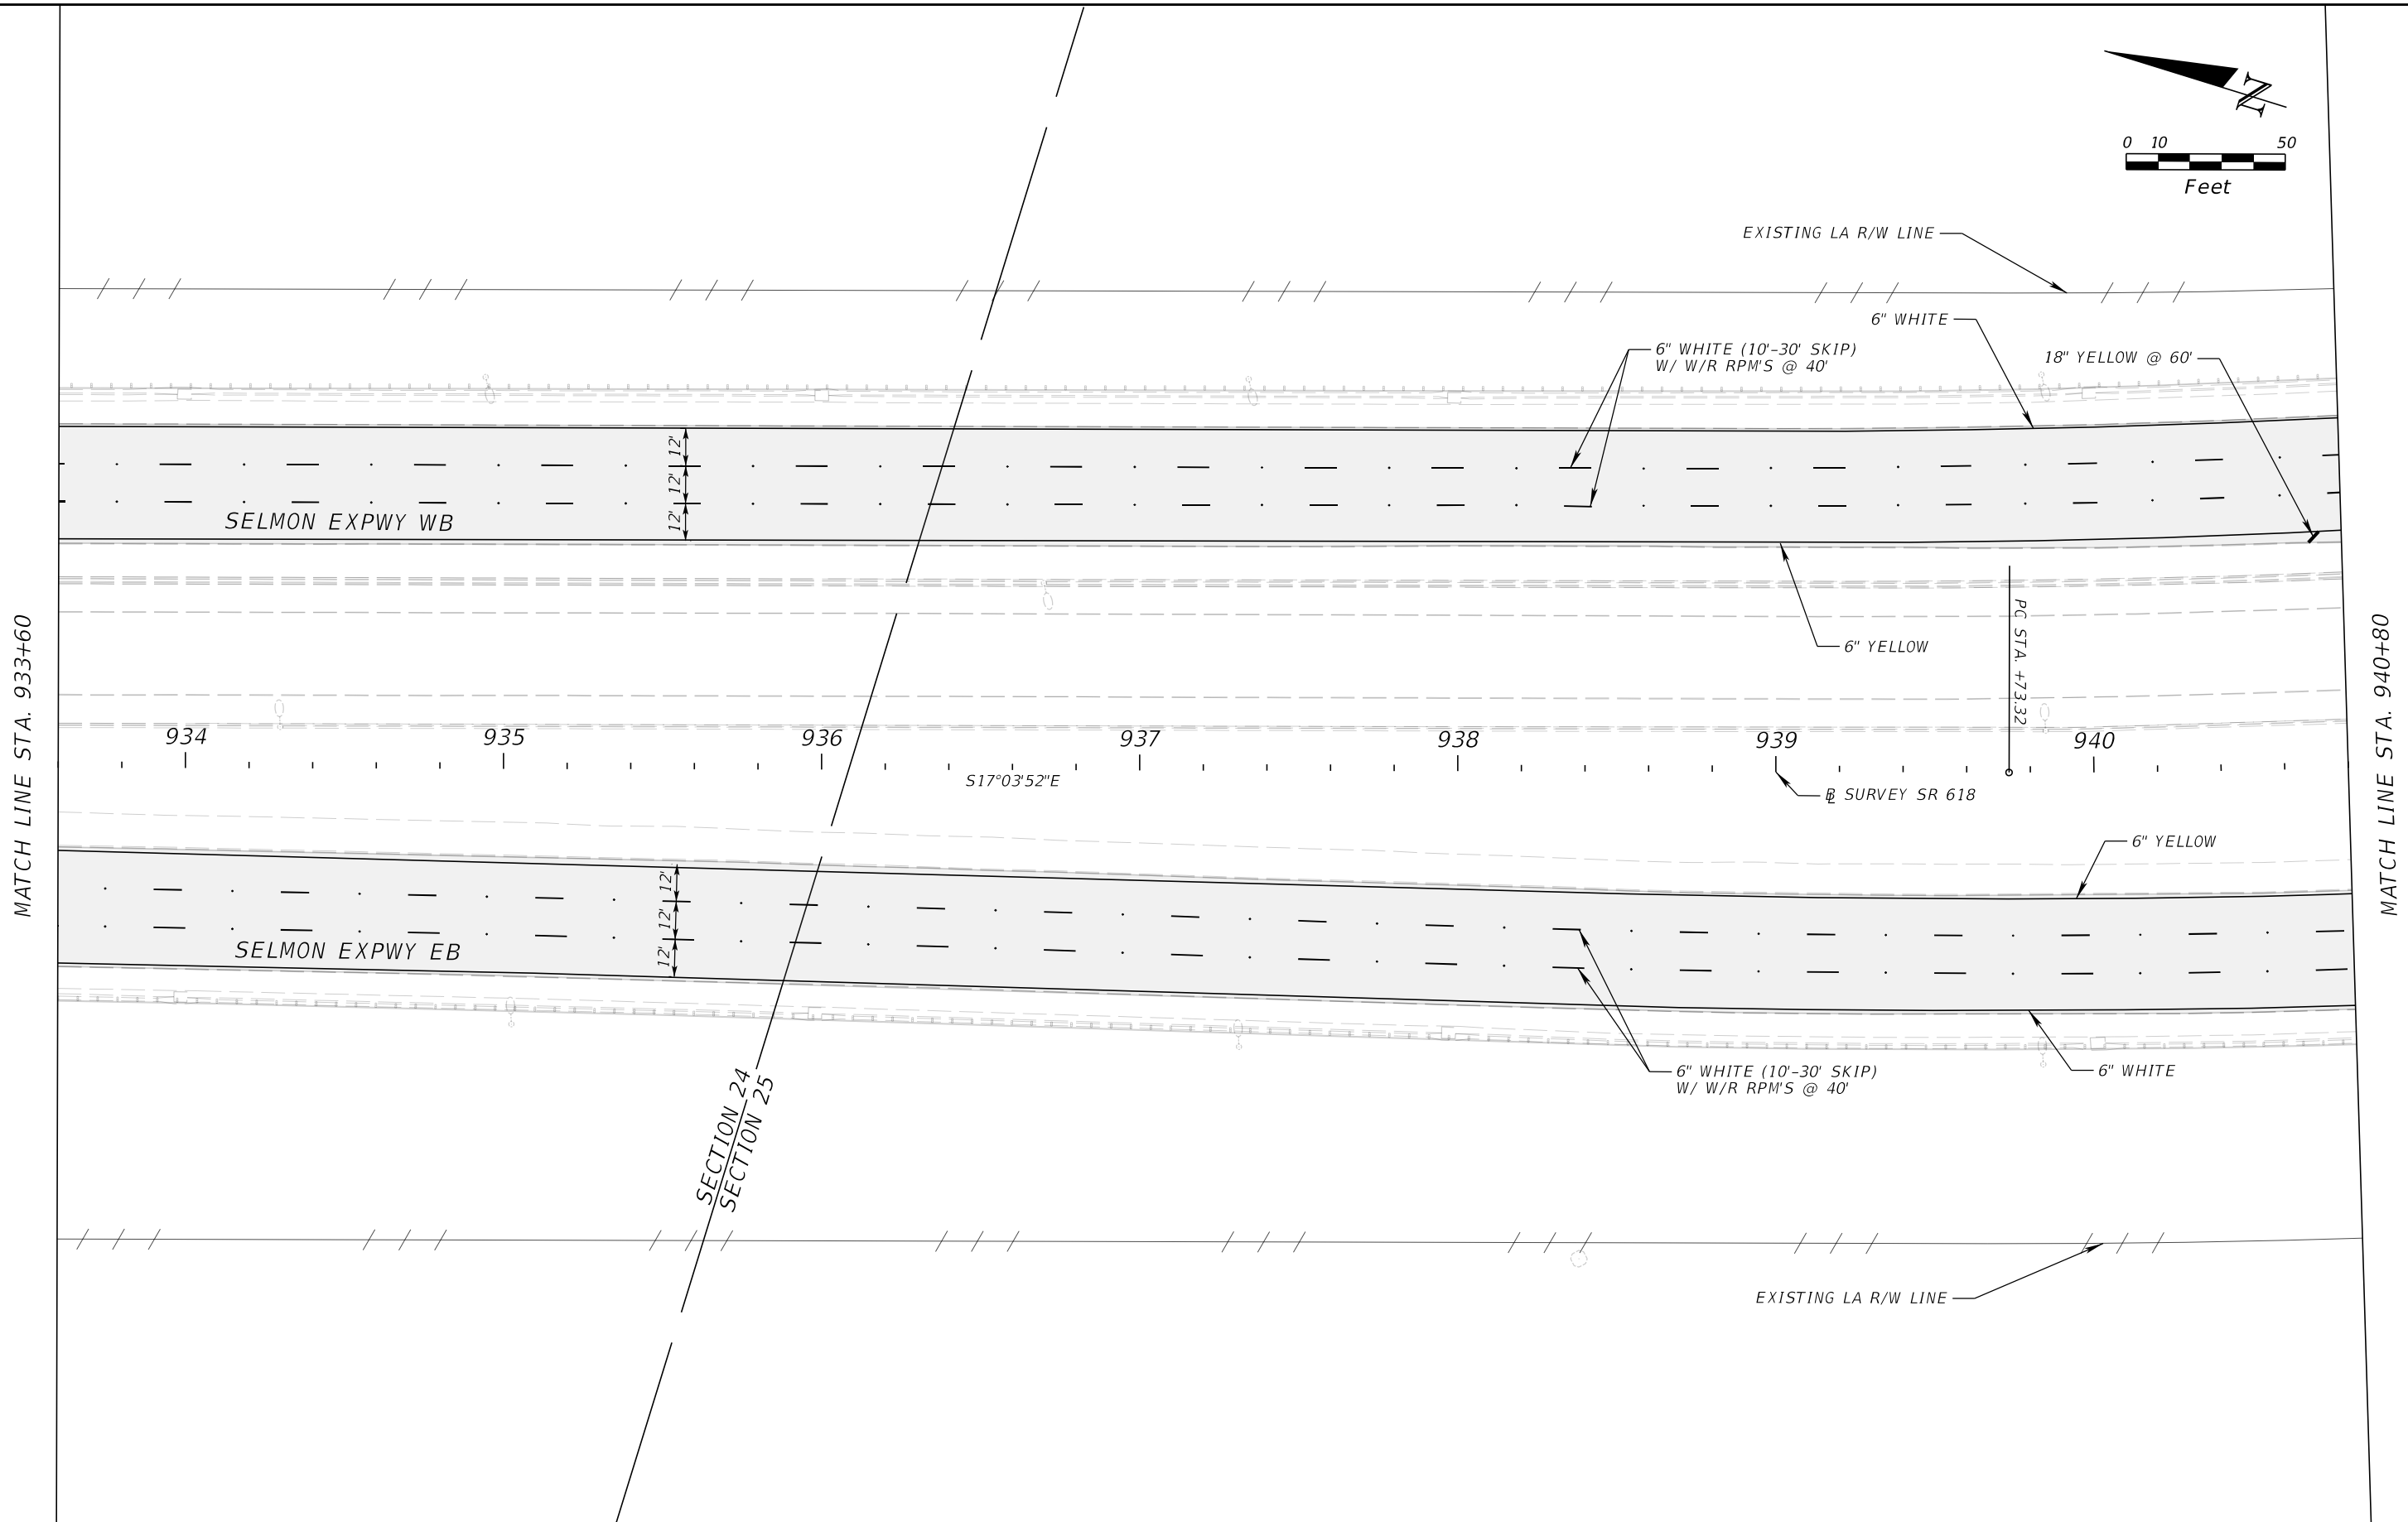 N
0 10 50
Feet
EXISTING LA R/W LINE
6" WHITE
6" WHITE (10'-30' SKIP)
W/ W/R RPM'S @ 40'
18" YELLOW @ 60'
12'
12'
12'
SELMON EXPWY WB
6" YELLOW
PC STA. +73.32
MATCH LINE STA. 933+60
MATCH LINE STA. 940+80
934 935 936 937 938 939 940
S17°03'52"E
BL SURVEY SR 618
6" YELLOW
12'
12'
12'
SELMON EXPWY EB
6" WHITE (10'-30' SKIP)
W/ W/R RPM'S @ 40'
6" WHITE
SECTION 24
SECTION 25
EXISTING LA R/W LINE